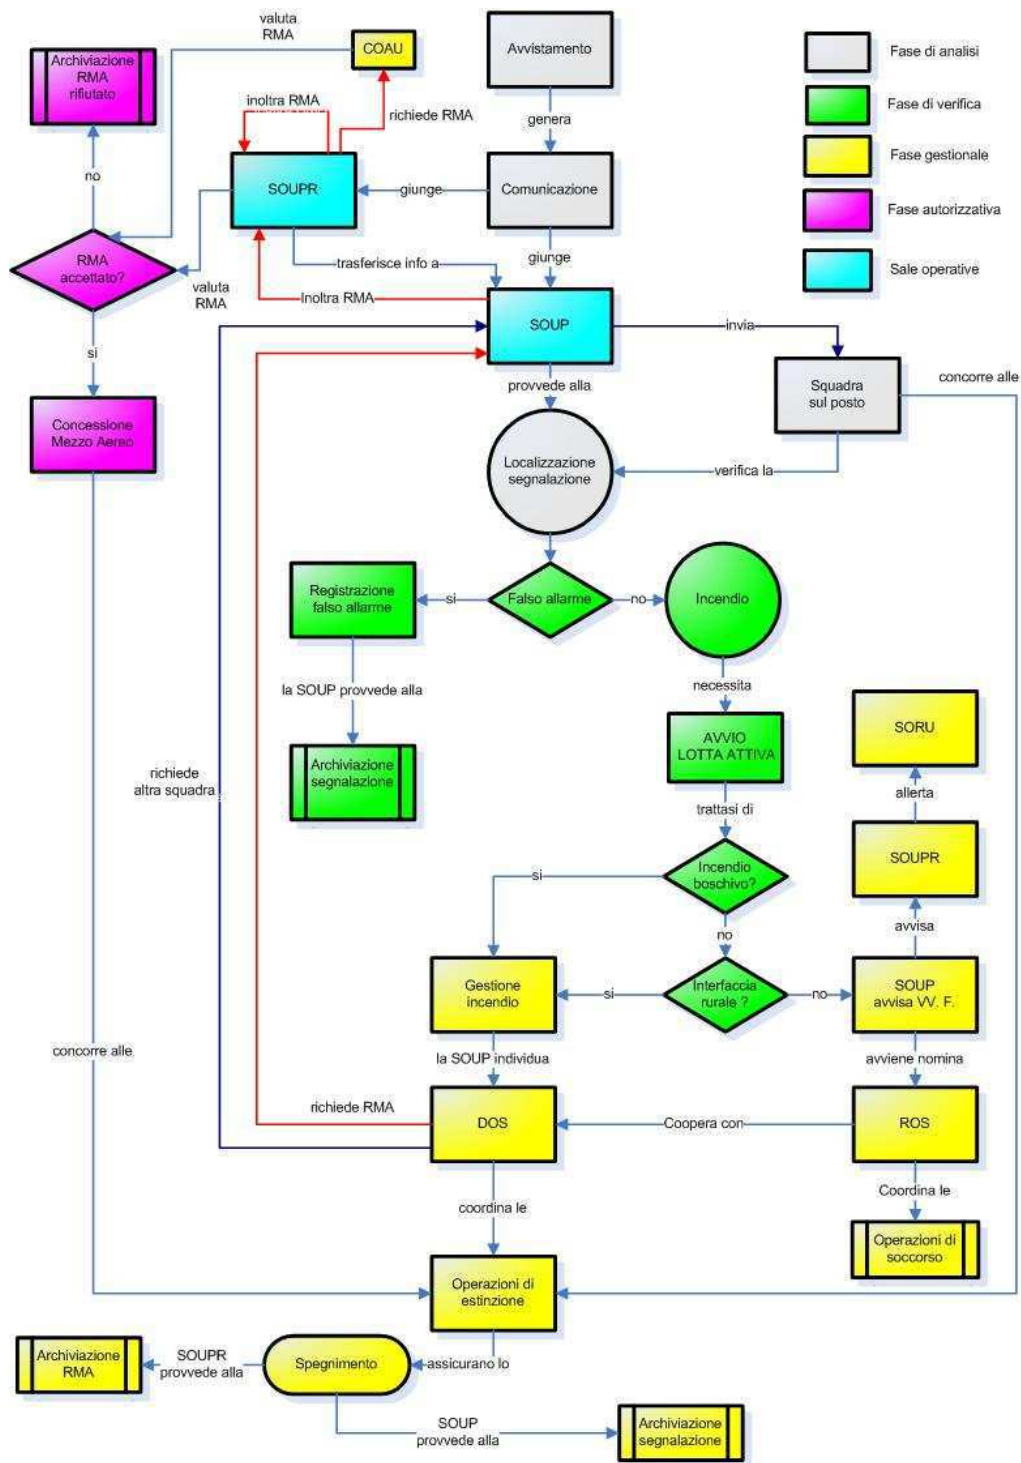 valuta
RMA
COAU
Avvistamento
Fase di analisi
Archiviazione
RMA
rifiutato
inoltra RMA
richiede RMA
genera
Fase di verifica
Fase gestionale
no
SOUPR
giunge
Comunicazione
Fase autorizzativa
RMA
accettato?
valuta
RMA
trasferisce info a
giunge
Sale operative
Inoltra RMA
SOUP
invia
si
provvede alla
Squadra
sul posto
concorre alle
Concessione
Mezzo Aereo
Localizzazione
segnalazione
verifica la
Registrazione
falso allarme
si
Falso allarme
no
Incendio
la SOUP provvede alla
necessita
SORU
AVVIO
LOTTA ATTIVA
Archiviazione
segnalazione
richiede
altra squadra
allerta
trattasi di
SOUPR
Incendio
boschivo?
si
no
avvisa
Gestione
incendio
si
Interfaccia
rurale ?
no
SOUP
avvisa VV. F.
concorre alle
la SOUP individua
avviene nomina
richiede RMA
DOS
Coopera con
ROS
coordina le
Coordina le
Operazioni di
soccorso
Operazioni di
estinzione
Archiviazione
RMA
SOUPR
provvede alla
Spegnimento
assicurano lo
SOUP
provvede alla
Archiviazione
segnalazione